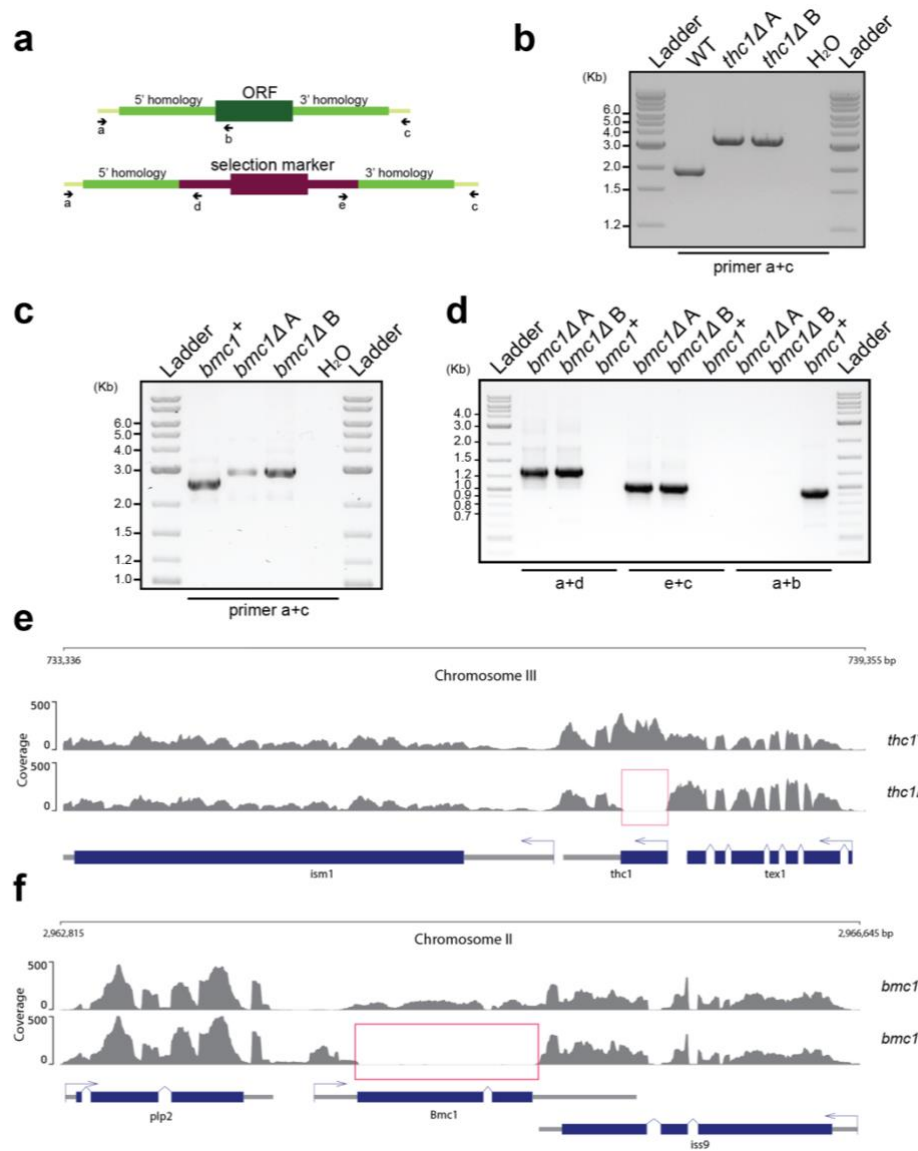 a
5' homology
ORF
3' homology
a
b
c
5' homology
selection marker
3' homology
a
d
e
c
b
(Kb)
Ladder
WT
thc1Δ A
thc1Δ B
H₂O
Ladder
6.0
5.0
4.0
3.0
2.0
1.5
1.2
primer a+c
c
(Kb)
Ladder
bmc1⁺
bmc1Δ A
bmc1Δ B
H₂O
Ladder
6.0
5.0
4.0
3.0
2.0
1.5
1.2
1.0
primer a+c
d
(Kb)
Ladder
bmc1Δ A
bmc1Δ B
bmc1+
bmc1Δ A
bmc1Δ B
bmc1+
bmc1Δ A
bmc1Δ B
bmc1+
Ladder
4.0
3.0
2.0
1.5
1.2
1.0
0.9
0.8
0.7
a+d
e+c
a+b
e
733,336
739,355 bp
Chromosome III
Coverage
500
0
thc1
500
0
thc1
ism1
thc1
tex1
f
2,962,815
2,966,645 bp
Chromosome II
Coverage
500
0
bmc1
500
0
bmc1
plp2
Bmc1
iss9